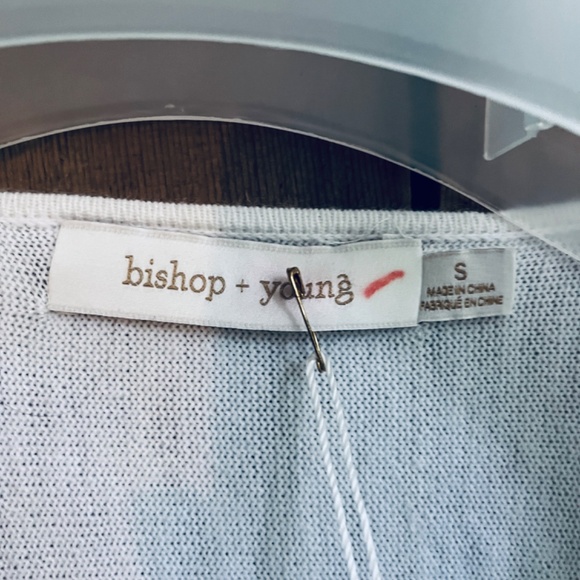 bishop + young
S
MADE IN CHINA
FABRIQUÉ EN CHINE